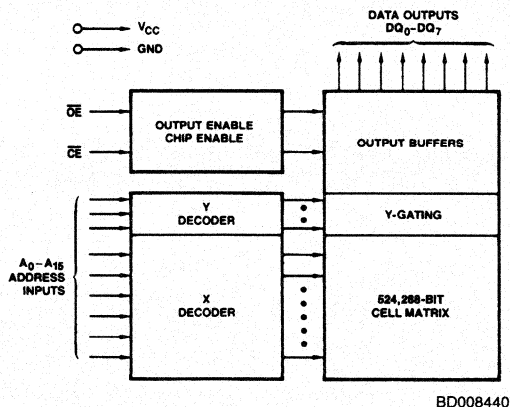 DATA OUTPUTS
DQ0–DQ7
VCC
GND
OE
CE
OUTPUT ENABLE
CHIP ENABLE
OUTPUT BUFFERS
Y
DECODER
Y-GATING
A0–A15
ADDRESS
INPUTS
X
DECODER
524,288-BIT
CELL MATRIX
BD008440